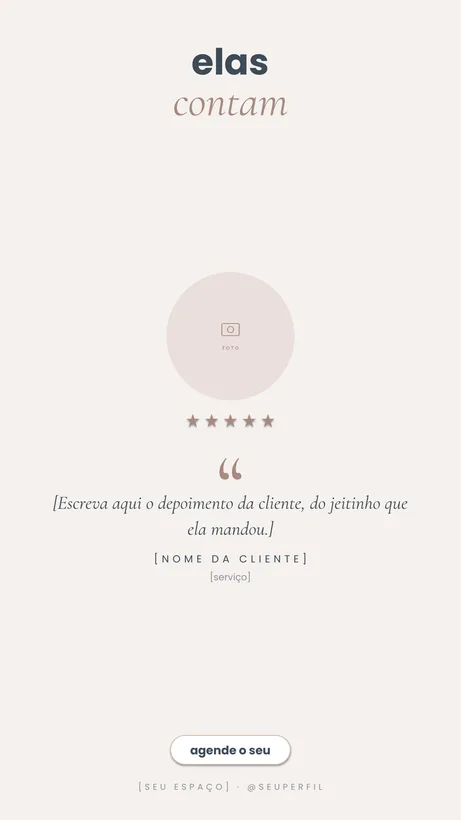 elas
contam
FOTO
“
[Escreva aqui o depoimento da cliente, do jeitinho que
ela mandou.]
[NOME DA CLIENTE]
[serviço]
agende o seu
[SEU ESPAÇO] · @SEUPERFIL